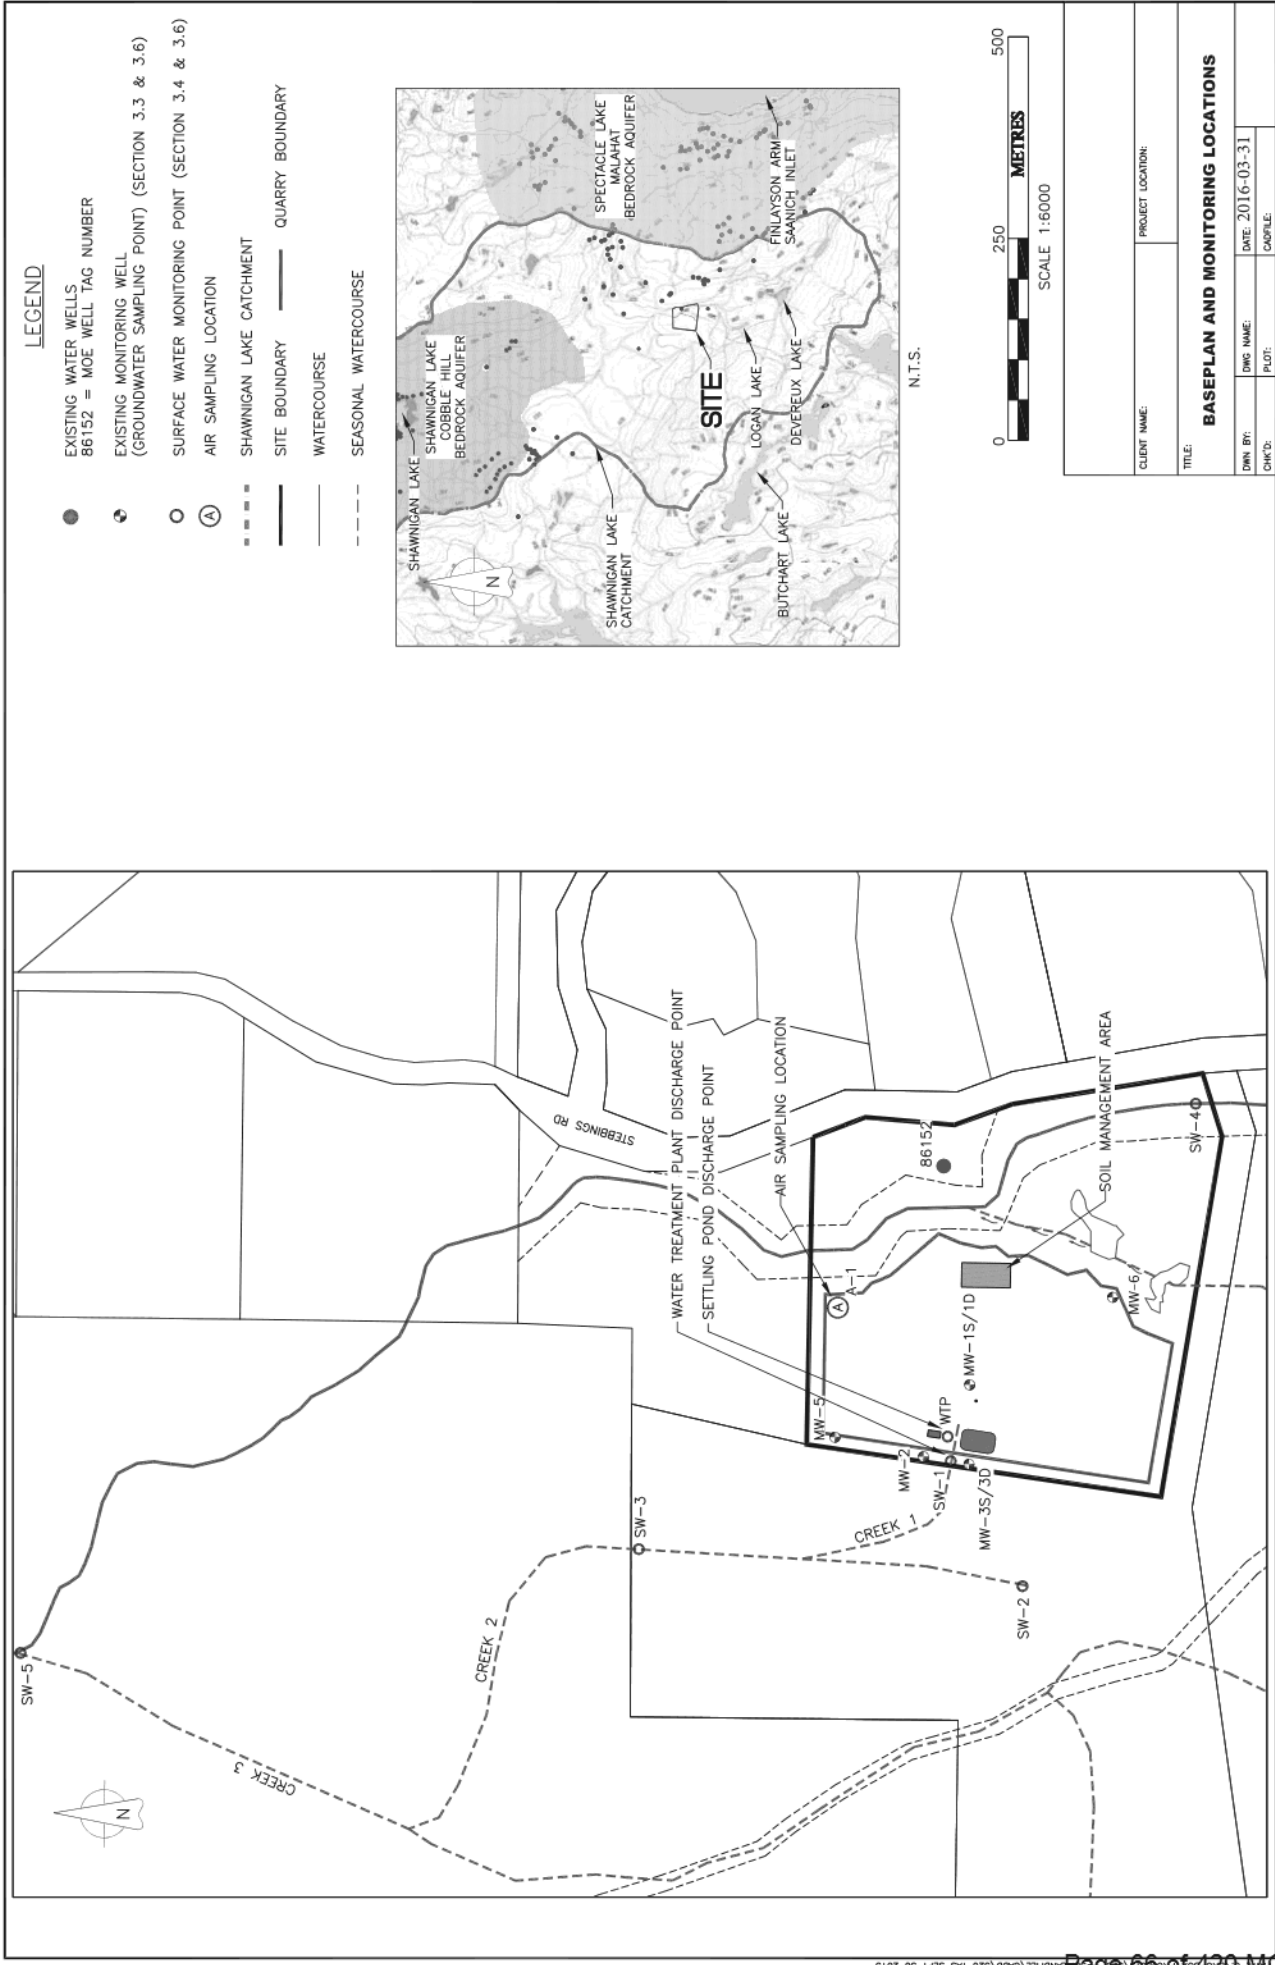 LEGEND
EXISTING WATER WELLS
86152 = MOE WELL TAG NUMBER
EXISTING MONITORING WELL
(GROUNDWATER SAMPLING POINT) (SECTION 3.3 & 3.6)
SURFACE WATER MONITORING POINT (SECTION 3.4 & 3.6)
A
AIR SAMPLING LOCATION
SHAWNIGAN LAKE CATCHMENT
SITE BOUNDARY
QUARRY BOUNDARY
WATERCOURSE
SEASONAL WATERCOURSE
SHAWNIGAN LAKE
SHAWNIGAN LAKE
COBBLE HILL
BEDROCK AQUIFER
SPECTACLE LAKE
MALAHAT
BEDROCK AQUIFER
N
SHAWNIGAN LAKE
CATCHMENT
SITE
LOGAN LAKE
DEVEREUX LAKE
FINLAYSON ARM
SAANICH INLET
BUTCHART LAKE
N.T.S.
0
250
500
METRES
SCALE 1:6000
CLIENT NAME:
PROJECT LOCATION:
TITLE:
BASEPLAN AND MONITORING LOCATIONS
DWN BY:
DWG NAME:
DATE: 2016-03-31
CHK'D:
PLOT:
CADFILE:
SW-5
N
CREEK 3
CREEK 2
STEBBINGS RD
SW-3
WATER TREATMENT PLANT DISCHARGE POINT
SETTLING POND DISCHARGE POINT
AIR SAMPLING LOCATION
A
A-1
MW-5
CREEK 1
MW-2
SW-1
WTP
86152
MW-1S/1D
MW-3S/3D
SW-2
SOIL MANAGEMENT AREA
MW-6
SW-4
Page 66 of 420